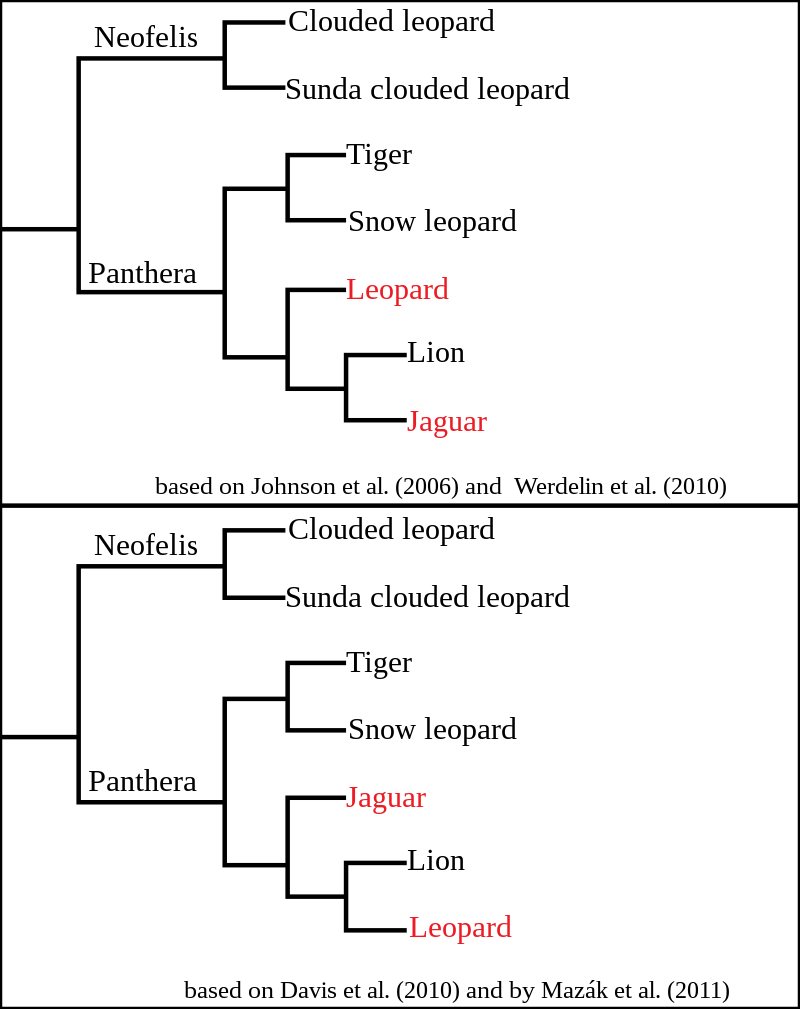 Clouded leopard
Neofelis
Sunda clouded leopard
Tiger
Snow leopard
Panthera
Leopard
Lion
Jaguar
based on Johnson et al. (2006) and  Werdelin et al. (2010)
Clouded leopard
Neofelis
Sunda clouded leopard
Tiger
Snow leopard
Panthera
Jaguar
Lion
Leopard
based on Davis et al. (2010) and by Mazák et al. (2011)